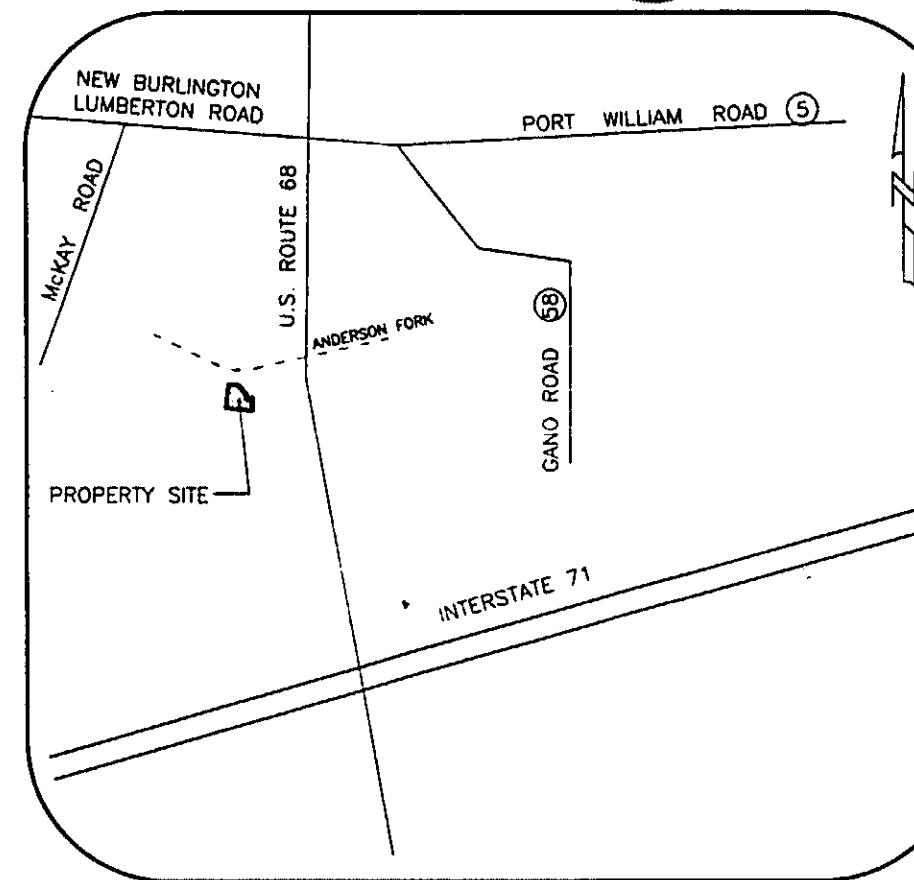 NEW BURLINGTON
LUMBERTON ROAD
PORT WILLIAM ROAD 5
McKAY ROAD
U.S. ROUTE 68
N
ANDERSON FORK
GANO ROAD 58
PROPERTY SITE
INTERSTATE 71